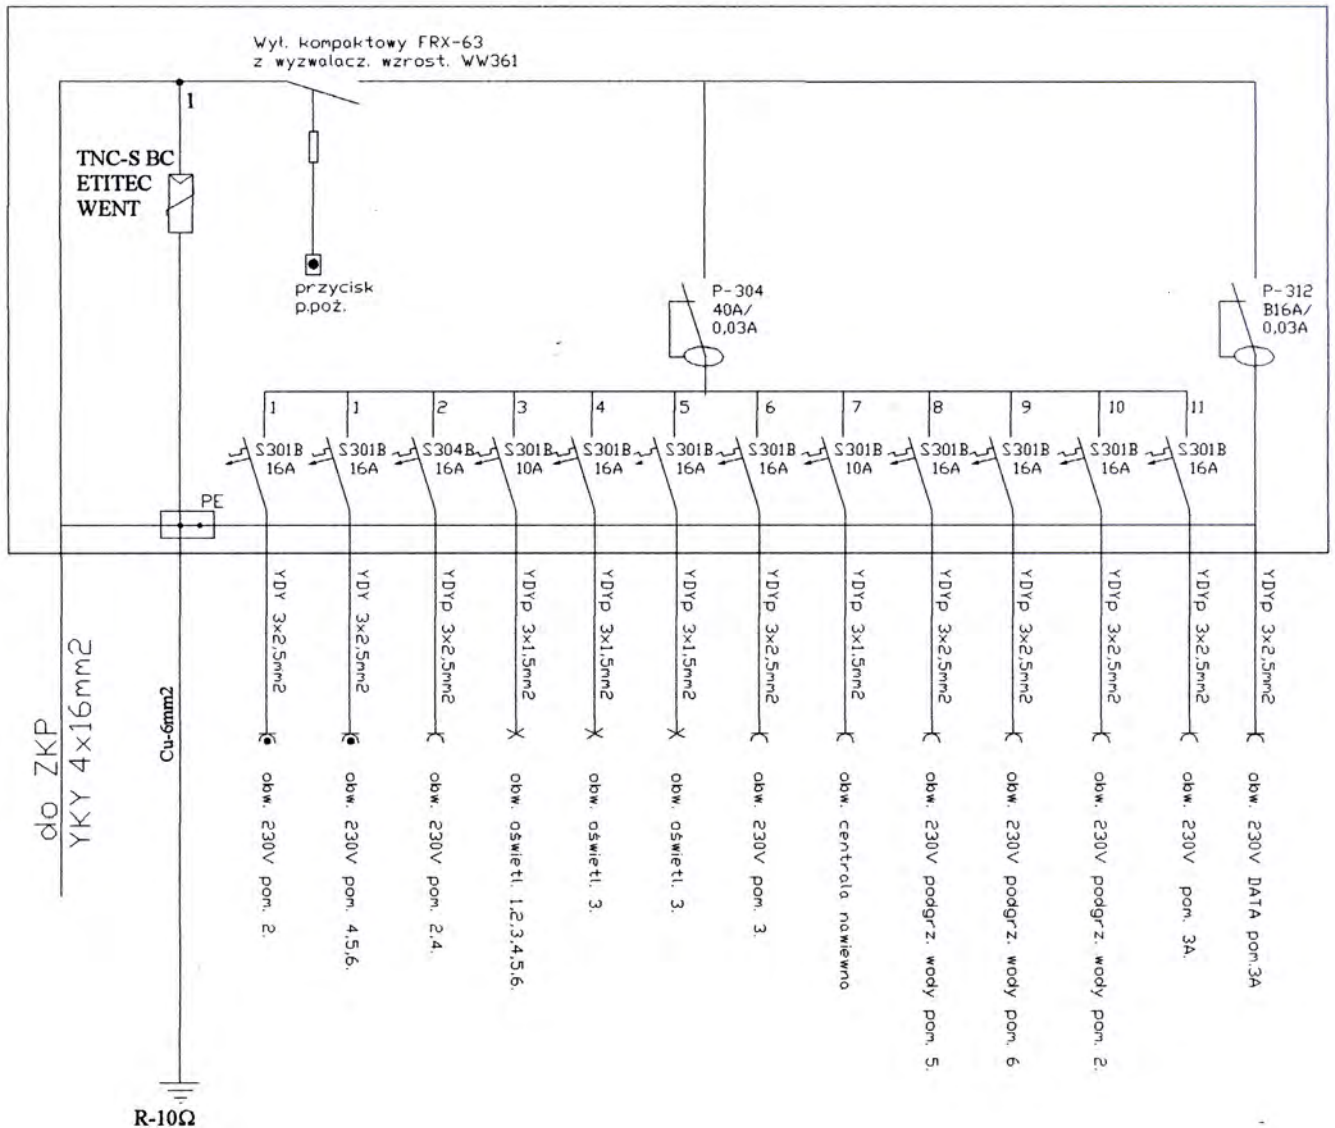 Wył. kompaktowy FRX-63
z wyzwalacz. wzrost. WW361
1
TNC-S BC
ETITEC
WENT
przycisk
p.poż.
P-304
40A/
0,03A
P-312
B16A/
0,03A
1
S301B
16A
1
S301B
16A
2
S304B
16A
3
S301B
10A
4
S301B
16A
5
S301B
16A
6
S301B
16A
7
S301B
10A
8
S301B
16A
9
S301B
16A
10
S301B
16A
11
S301B
16A
PE
do ZKP
YKY 4x16mm2
YDY 3x2,5mm2
YDY 3x2,5mm2
YDYp 3x2,5mm2
YDYp 3x1,5mm2
YDYp 3x1,5mm2
YDYp 3x1,5mm2
YDYp 3x2,5mm2
YDYp 3x1,5mm2
YDYp 3x2,5mm2
YDYp 3x2,5mm2
YDYp 3x2,5mm2
YDYp 3x2,5mm2
YDYp 3x2,5mm2
obw. 230V pom. 2.
obw. 230V pom. 4,5,6.
obw. 230V pom. 2,4.
obw. oświetl. 1,2,3,4,5,6.
obw. oświetl. 3.
obw. oświetl. 3.
obw. 230V pom. 3.
obw. centrala nawiewna
obw. 230V podgrz. wody pom. 5.
obw. 230V podgrz. wody pom. 6
obw. 230V podgrz. wody pom. 2.
obw. 230V pom. 3A.
obw. 230V DATA pom.3A
R-10Ω